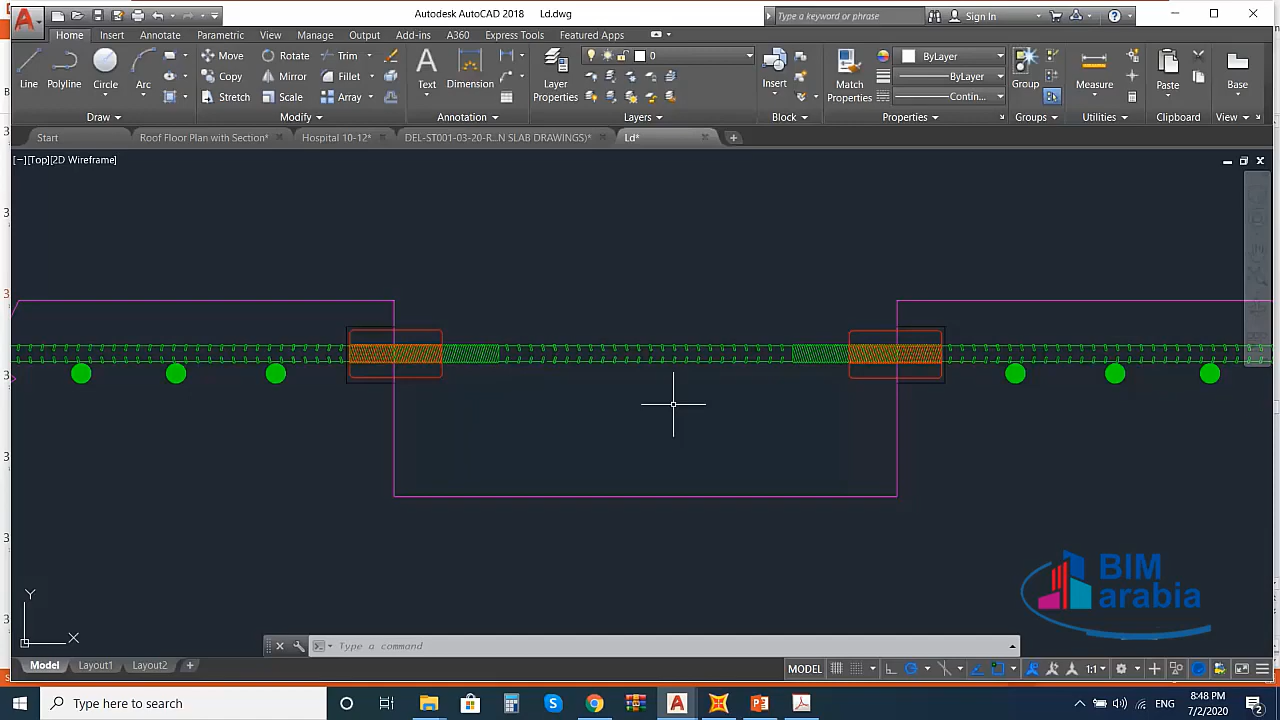 Autodesk AutoCAD 2018 Ld.dwg
Type a keyword or phrase
Sign In
Home Insert Annotate Parametric View Manage Output Add-ins A360 Express Tools Featured Apps
Line
Polyline
Circle
Arc
Draw
Move
Rotate
Trim
Copy
Mirror
Fillet
Stretch
Scale
Array
Modify
Text
Dimension
Annotation
Layer
Properties
0
Layers
Insert
Block
Match
Properties
ByLayer
ByLayer
Contin...
Properties
Group
Groups
Measure
Utilities
Paste
Clipboard
Base
View
Start
Roof Floor Plan with Section*
Hospital 10-12*
DEL-ST001-03-20-R...N SLAB DRAWINGS)*
Ld*
[−][Top][2D Wireframe]
Y
X
BIM
arabia
Type a command
Model Layout1 Layout2
MODEL
1:1
Type here to search
ENG
8:48 PM
7/2/2020